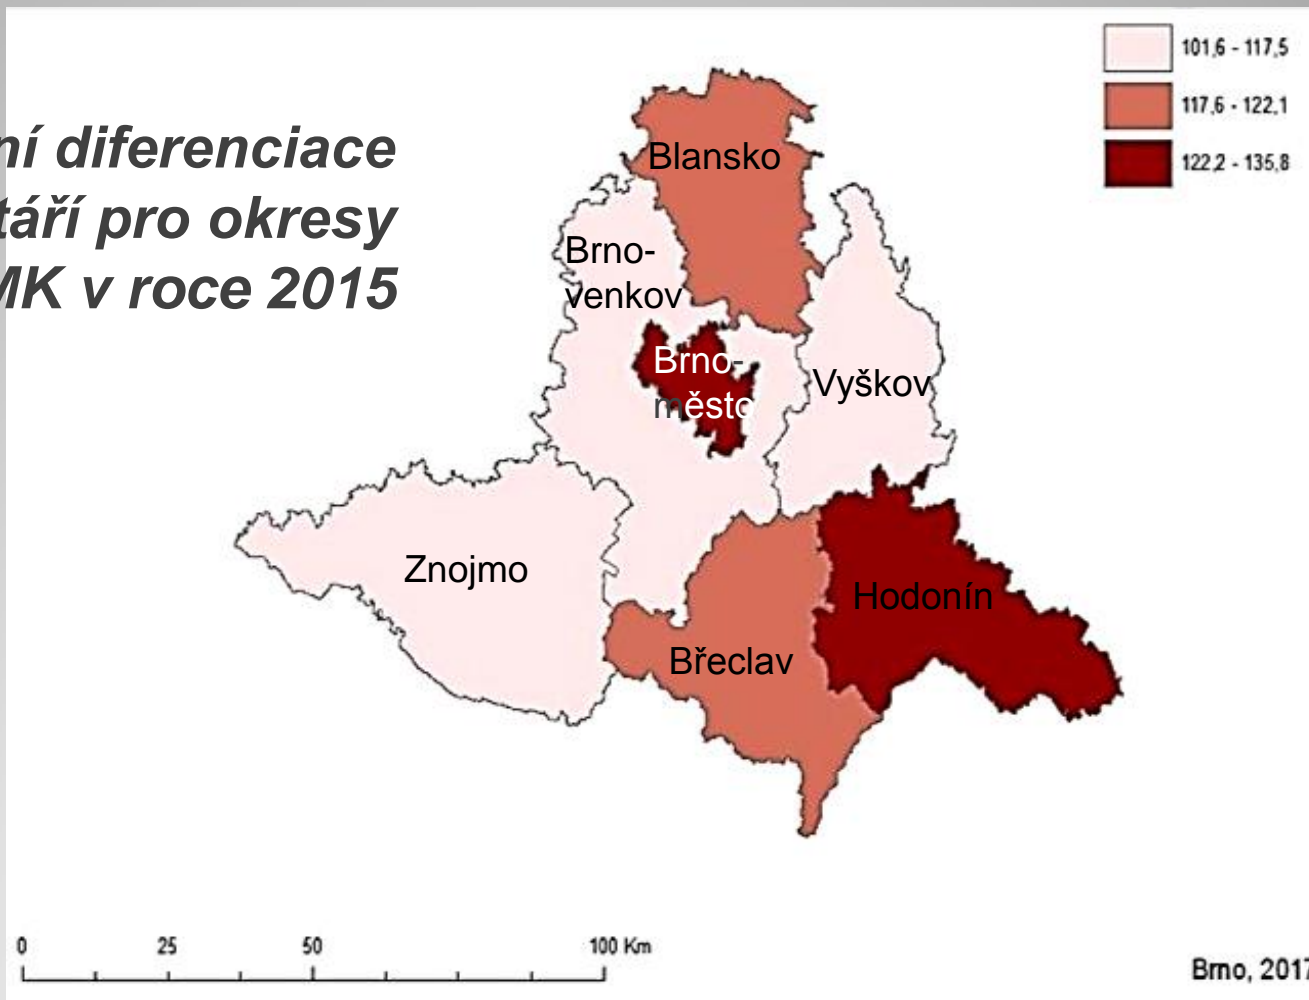 ní diferenciace
táří pro okresy
MK v roce 2015
101,6 - 117,5
117,6 - 122,1
122,2 - 135,8
Blansko
Brno-
venkov
Brno-
město
Vyškov
Znojmo
Hodonín
Břeclav
0 25 50 100 Km
Brno, 2017